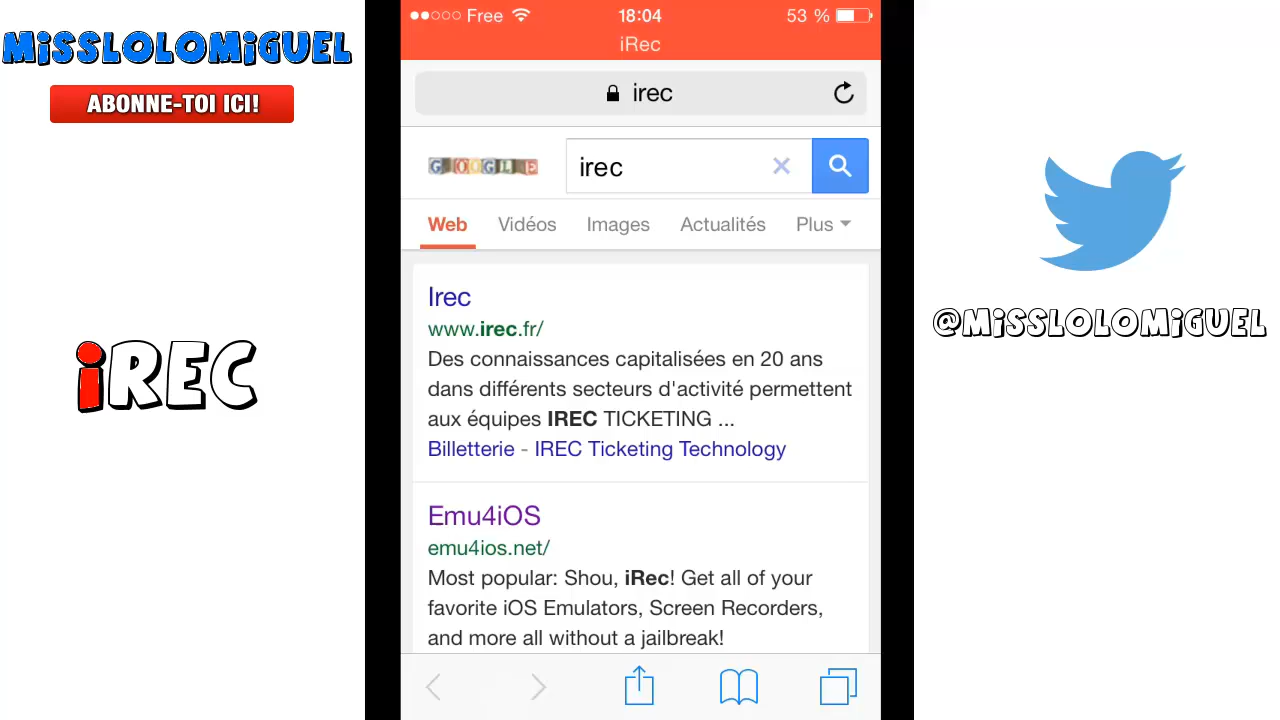 MISSLOLOMIGUEL
ABONNE-TOI ICI!
iREC
Free 18:04 53 %
iRec
irec
GOOGLE irec
Web Vidéos Images Actualités Plus
Irec
www.irec.fr/
Des connaissances capitalisées en 20 ans
dans différents secteurs d'activité permettent
aux équipes IREC TICKETING ...
Billetterie - IREC Ticketing Technology
Emu4iOS
emu4ios.net/
Most popular: Shou, iRec! Get all of your
favorite iOS Emulators, Screen Recorders,
and more all without a jailbreak!
@MISSLOLOMIGUEL